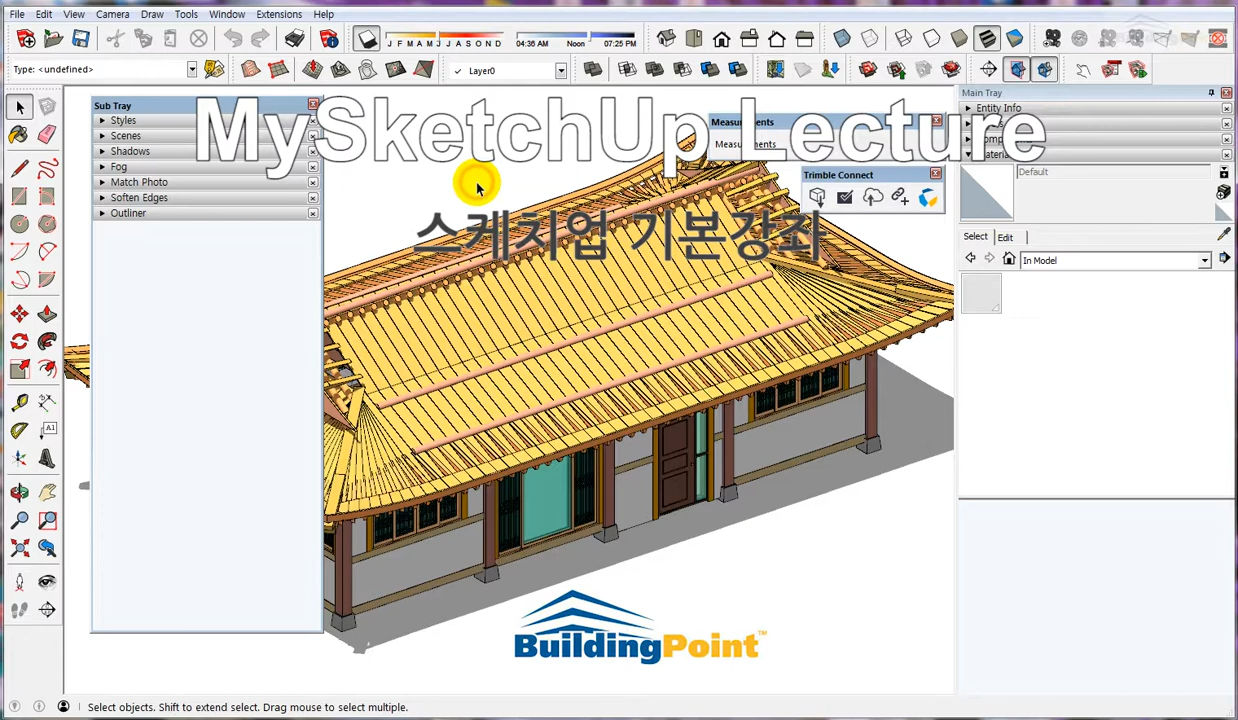 File Edit View Camera Draw Tools Window Extensions Help
J F M A M J J A S O N D
04:36 AM Noon 07:25 PM
Type: <undefined>
Layer0
Sub Tray
Styles
Scenes
Shadows
Fog
Match Photo
Soften Edges
Outliner
MySketchUp Lecture
스케치업 기본강좌
Measurements
Measurements
Trimble Connect
Main Tray
Entity Info
Default
Select Edit
In Model
A1
BuildingPoint™
Select objects. Shift to extend select. Drag mouse to select multiple.